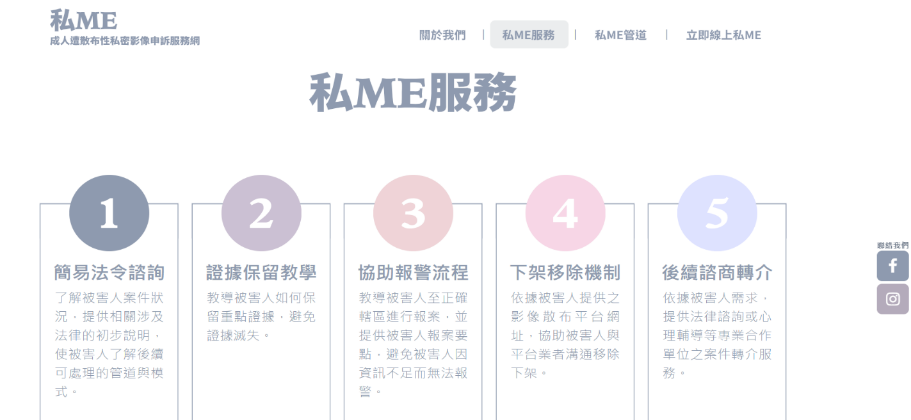 私ME
成人遭散布性私密影像申訴服務網
關於我們 | 私ME服務 | 私ME管道 | 立即線上私ME
私ME服務
1
簡易法令諮詢
了解被害人案件狀
況，提供相關涉及
法律的初步說明，
使被害人了解後續
可處理的管道與模
式。
2
證據保留教學
教導被害人如何保
留重點證據，避免
證據滅失。
3
協助報警流程
教導被害人至正確
轄區進行報案，並
提供被害人報案要
點，避免被害人因
資訊不足而無法報
警。
4
下架移除機制
依據被害人提供之
影像散布平台網
址，協助被害人與
平台業者溝通移除
下架。
5
後續諮商轉介
依據被害人需求，
提供法律諮詢或心
理輔導等專業合作
單位之案件轉介服
務。
聯絡我們